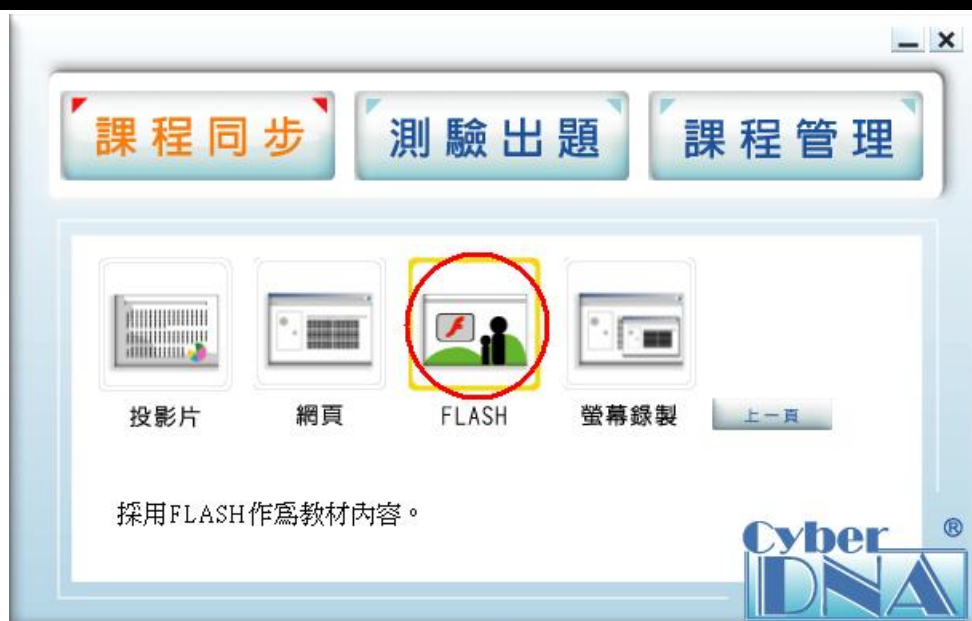 課程同步 測驗出題 課程管理
投影片 網頁 FLASH 螢幕錄製 上一頁
採用FLASH作為教材內容。
Cyber ®
DNA